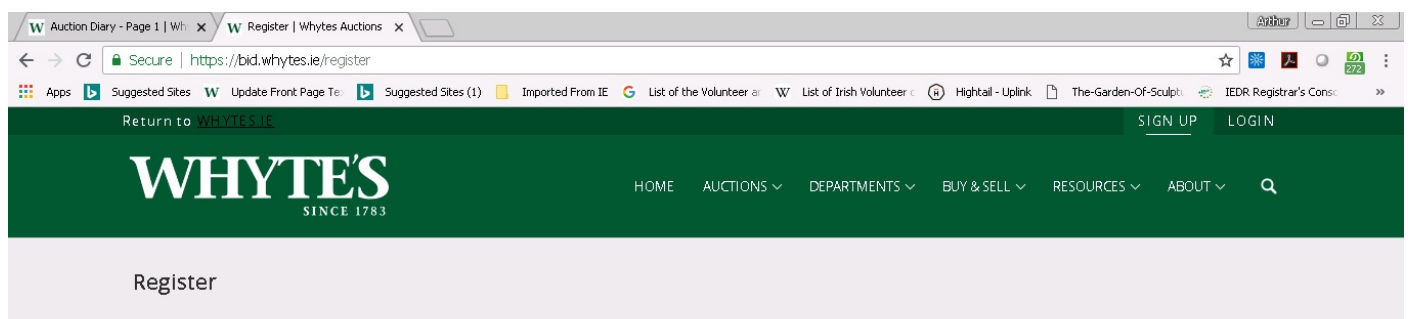 Auction Diary - Page 1 | Wh
Register | Whytes Auctions
Arthur
Secure | https://bid.whytes.ie/register
272
Apps
Suggested Sites
Update Front Page Te
Suggested Sites (1)
Imported From IE
List of the Volunteer ar
List of Irish Volunteer c
Hightail - Uplink
The-Garden-Of-Sculptu
IEDR Registrar's Consc
Return to WHYTES.IE
SIGN UP
LOGIN
WHYTE'S
SINCE 1783
HOME
AUCTIONS
DEPARTMENTS
BUY & SELL
RESOURCES
ABOUT
Register